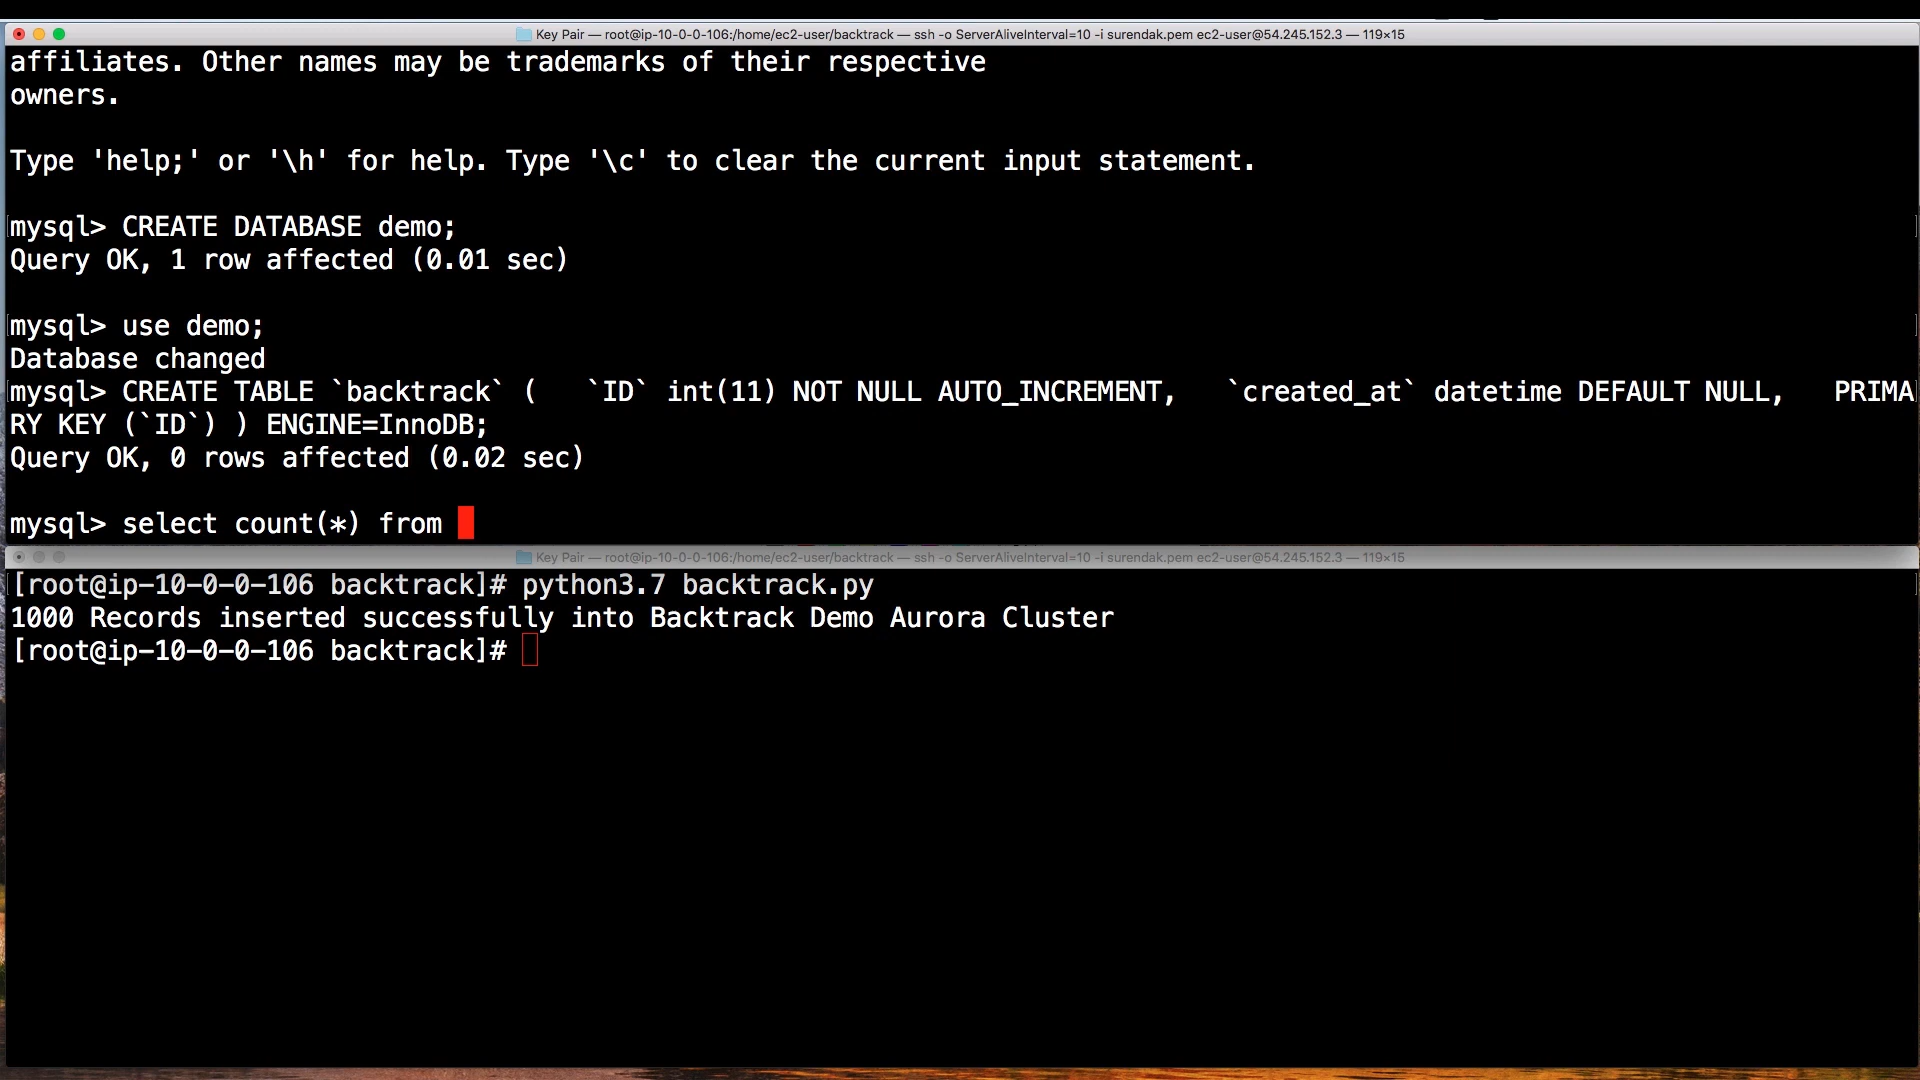 Key Pair — root@ip-10-0-0-106:/home/ec2-user/backtrack — ssh -o ServerAliveInterval=10 -i surendak.pem ec2-user@54.245.152.3 — 119×15
affiliates. Other names may be trademarks of their respective
owners.
Type 'help;' or '\h' for help. Type '\c' to clear the current input statement.
mysql> CREATE DATABASE demo;
Query OK, 1 row affected (0.01 sec)
mysql> use demo;
Database changed
mysql> CREATE TABLE `backtrack` (   `ID` int(11) NOT NULL AUTO_INCREMENT,   `created_at` datetime DEFAULT NULL,   PRIMA
RY KEY (`ID`) ) ENGINE=InnoDB;
Query OK, 0 rows affected (0.02 sec)
mysql> select count(*) from
Key Pair — root@ip-10-0-0-106:/home/ec2-user/backtrack — ssh -o ServerAliveInterval=10 -i surendak.pem ec2-user@54.245.152.3 — 119×15
[root@ip-10-0-0-106 backtrack]# python3.7 backtrack.py
1000 Records inserted successfully into Backtrack Demo Aurora Cluster
[root@ip-10-0-0-106 backtrack]#